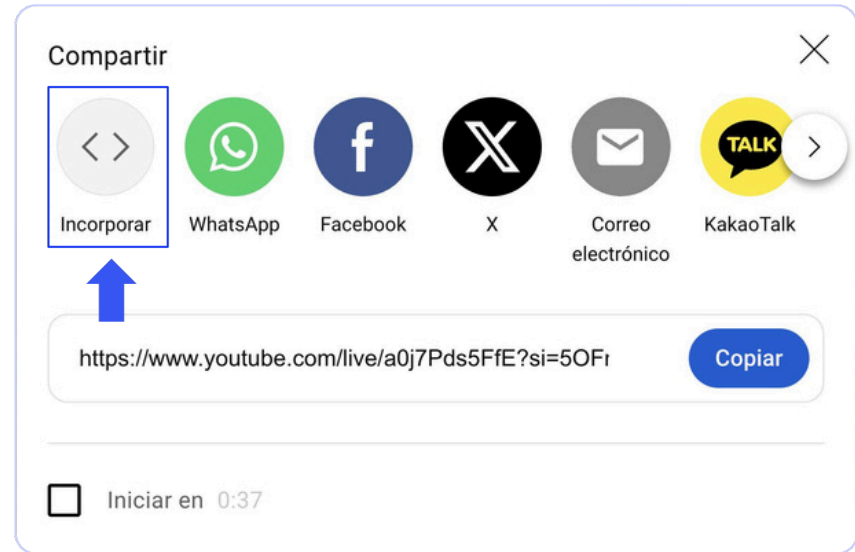 Compartir
TALK
Incorporar WhatsApp Facebook X Correo electrónico KakaoTalk
https://www.youtube.com/live/a0j7Pds5FfE?si=5OFr Copiar
Iniciar en 0:37